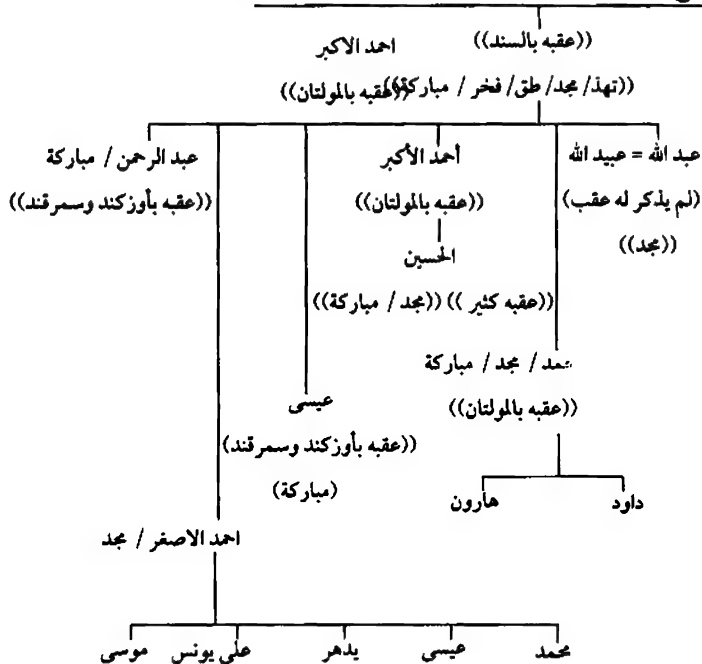 ((عقبه بالسند))
احمد الاكبر
((تهذ/ مجد/ طق/ فخر / مباركة))
((عقبه بالمولتان))
عبد الله = عبيد الله
أحمد الأكبر
عبد الرحمن / مباركة
(لم يذكر له عقب)
((عقبه بالمولتان))
((عقبه بأوزكند وسمرقند))
((مجد))
الحسين
((عقبه كثير )) ((مجد / مباركة))
/ مجد / مباركة
((عقبه بالمولتان))
عيسى
((عقبه بأوزكند وسمرقند)
(مباركة)
داود
هارون
احمد الاصغر / مجد
محمد
عيسى
يدهر
علي يونس
موسى